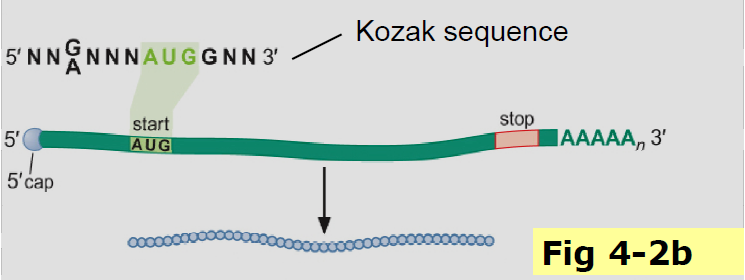 Kozak sequence
5′ N N G/A N N N A U G G N N 3′
start
stop
5′ AUG AAAAAn 3′
5′ cap
Fig 4-2b